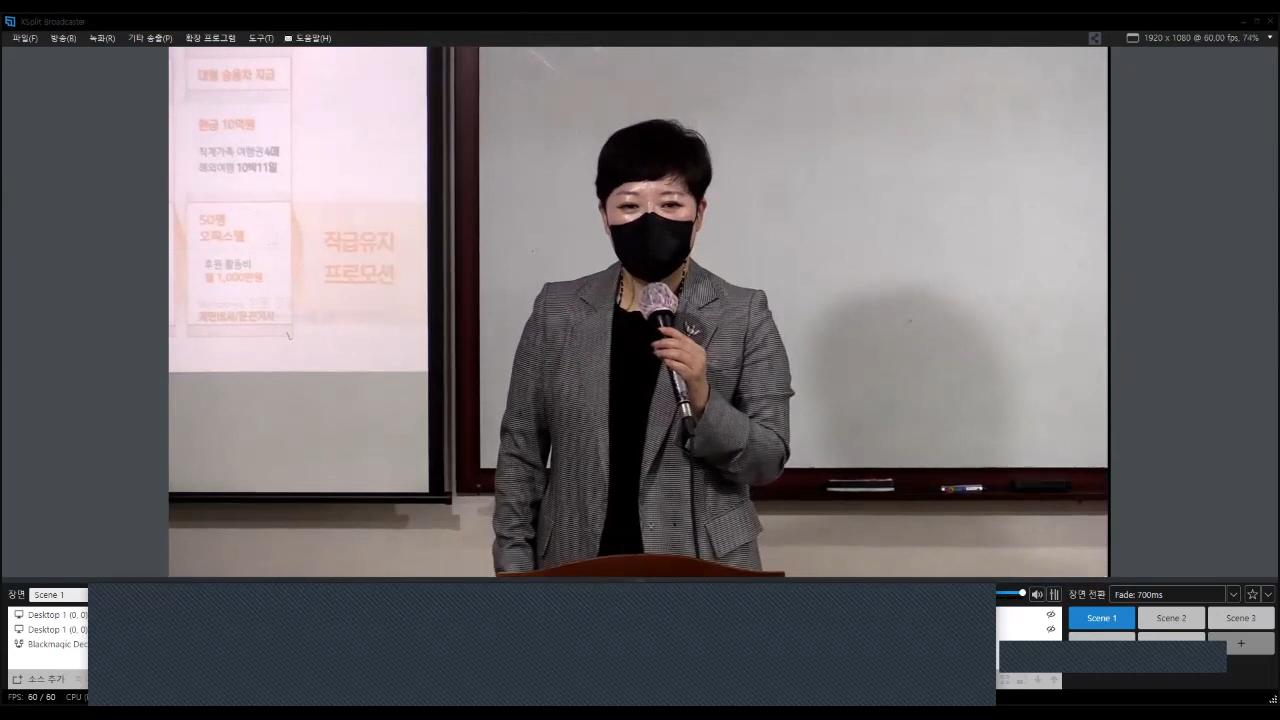 XSplit Broadcaster
파일(F) 방송(B) 녹화(R) 기타 송출(P) 확장 프로그램 도구(T) 도움말(H)
1920 x 1080 @ 60.00 fps, 74%
대형 승용차 지급
현금 10억원
직계가족 여행권 4매
해외여행 10박11일
50평
오피스텔
후원 활동비
월 1,000만원
직급유지
프로모션
장면 Scene 1
장면 전환 Fade: 700ms
Desktop 1 (0, 0)
Desktop 1 (0, 0)
Blackmagic Dec
Scene 1 Scene 2 Scene 3
소스 추가
FPS: 60 / 60 CPU